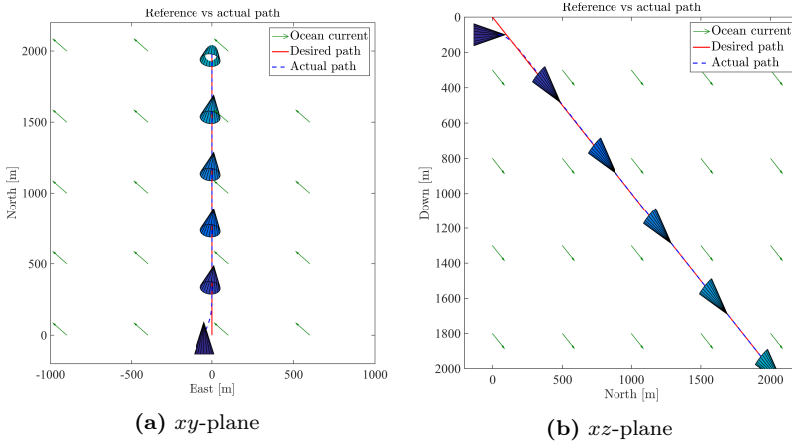 Reference vs actual path
Ocean current
Desired path
Actual path
2000
1500
1000
500
0
North [m]
-1000
-500
0
500
1000
East [m]
(a) xy-plane
Reference vs actual path
Ocean current
Desired path
Actual path
0
200
400
600
800
1000
1200
1400
1600
1800
2000
Down [m]
0
500
1000
1500
2000
North [m]
(b) xz-plane